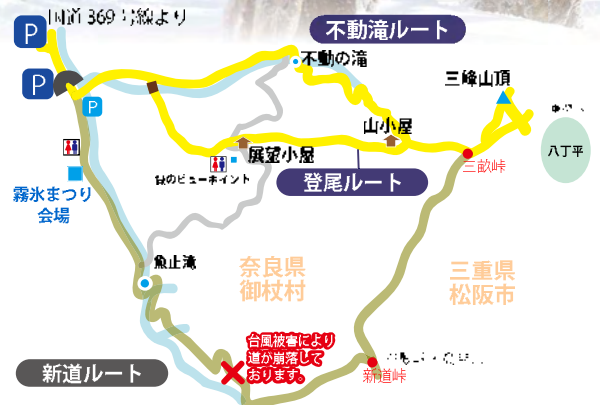 国道369号線より
P
P
P
不動滝ルート
不動の滝
三峰山頂
山小屋
八丁平
展望小屋
三畝峠
登尾ルート
霧氷まつり
会場
魚止滝
奈良県
御杖村
三重県
松阪市
台風被害により
道が崩落して
おります。
新道ルート
新道峠